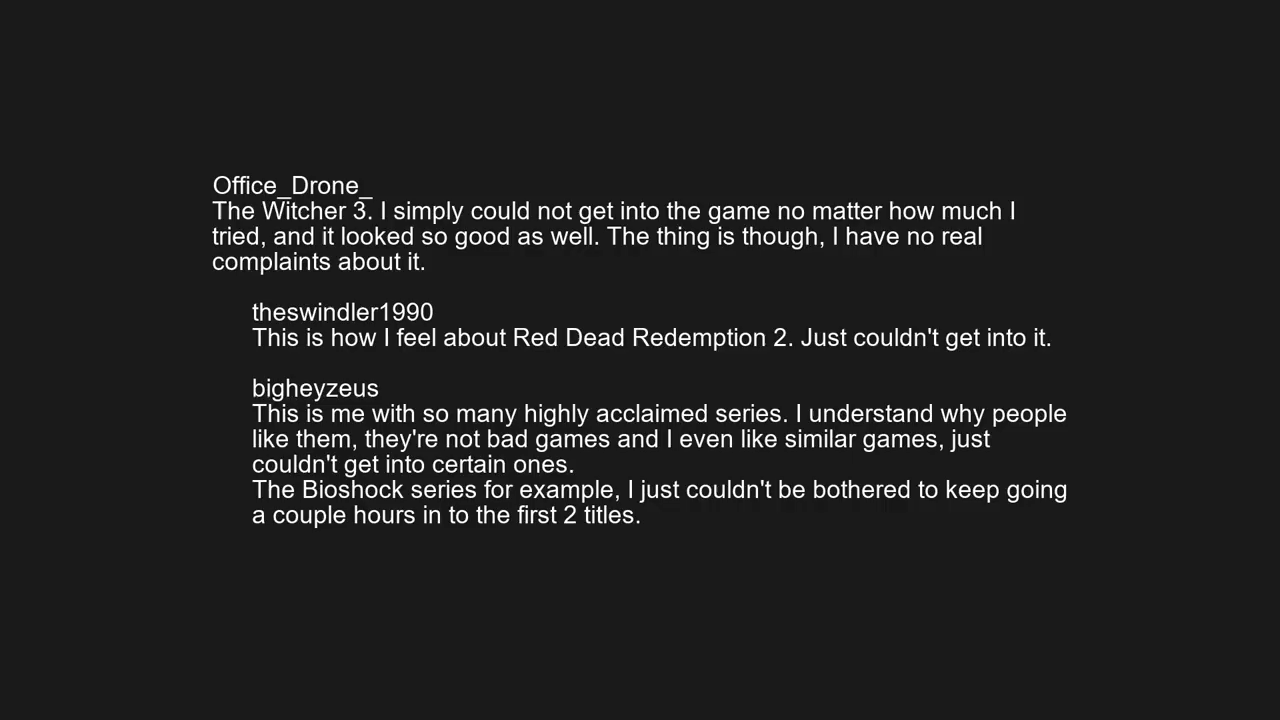 Office_Drone_
The Witcher 3. I simply could not get into the game no matter how much I
tried, and it looked so good as well. The thing is though, I have no real
complaints about it.
theswindler1990
This is how I feel about Red Dead Redemption 2. Just couldn't get into it.
bigheyzeus
This is me with so many highly acclaimed series. I understand why people
like them, they're not bad games and I even like similar games, just
couldn't get into certain ones.
The Bioshock series for example, I just couldn't be bothered to keep going
a couple hours in to the first 2 titles.